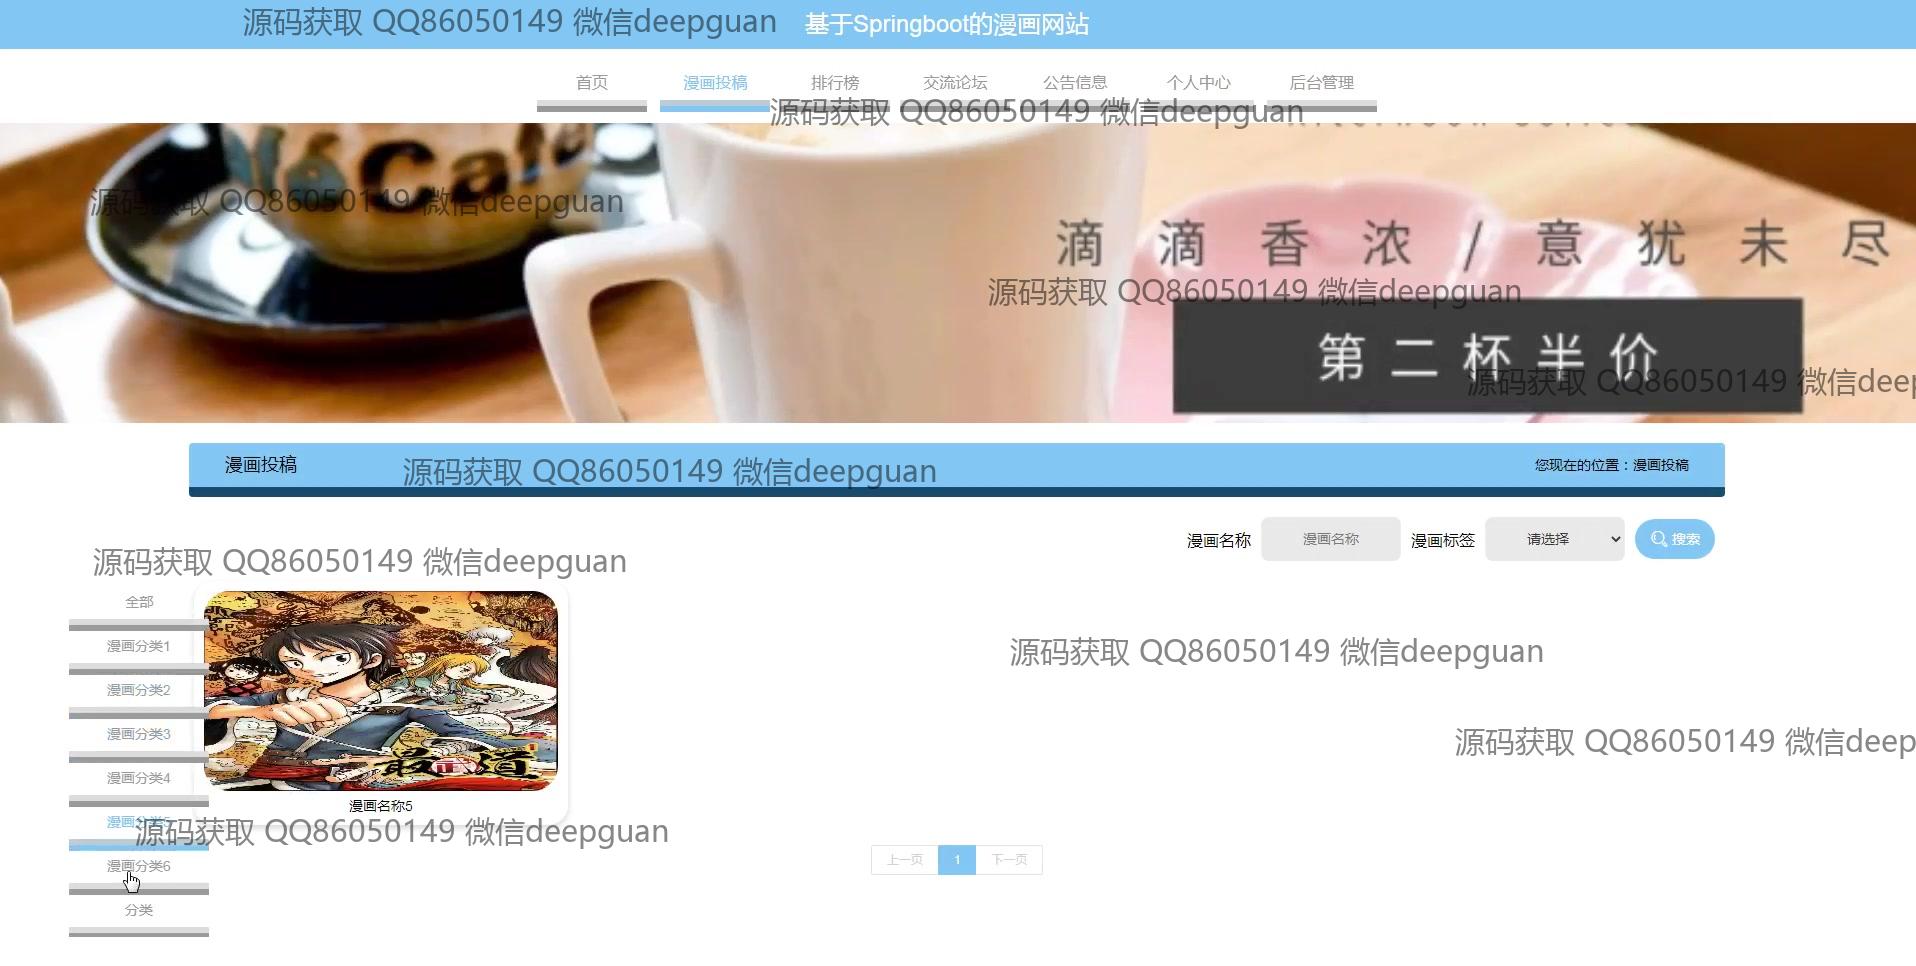 源码获取 QQ86050149 微信deepguan
基于Springboot的漫画网站
首页
漫画投稿
排行榜
交流论坛
公告信息
个人中心
后台管理
源码获取 QQ86050149 微信deepguan
Cafe
源码获取 QQ86050149 微信deepguan
滴滴香浓/意犹未尽
源码获取 QQ86050149 微信deepguan
第二杯半价
源码获取 QQ86050149 微信deep
漫画投稿
源码获取 QQ86050149 微信deepguan
您现在的位置：漫画投稿
漫画名称
漫画名称
漫画标签
请选择
搜索
源码获取 QQ86050149 微信deepguan
全部
漫画分类1
源码获取 QQ86050149 微信deepguan
漫画分类2
漫画分类3
源码获取 QQ86050149 微信deep
最正道
漫画分类4
漫画名称5
漫画分类5
源码获取 QQ86050149 微信deepguan
漫画分类6
上一页
1
下一页
分类